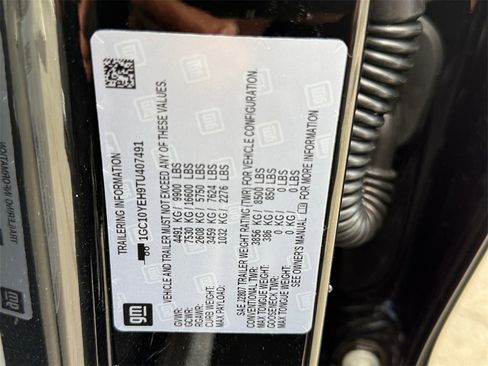 TRAILERING INFORMATION
1GC10YEH9TU407491
VEHICLE AND TRAILER MUST NOT EXCEED ANY OF THESE VALUES.
GVWR: 4491 KG / 9900 LBS
GCWR: 7530 KG / 16600 LBS
RGAWR: 2608 KG / 5750 LBS
CURB WEIGHT: 3459 KG / 7624 LBS
MAX PAYLOAD: 1032 KG / 2276 LBS
SAE J2807 TRAILER WEIGHT RATING (TWR) FOR VEHICLE CONFIGURATION.
CONVENTIONAL TWR: 3856 KG / 8500 LBS
MAX TONGUE WEIGHT: 386 KG / 850 LBS
GOOSENECK TWR: 0 KG / 0 LBS
MAX TONGUE WEIGHT: 0 KG / 0 LBS
SEE OWNER'S MANUAL FOR MORE INFORMATION
gm